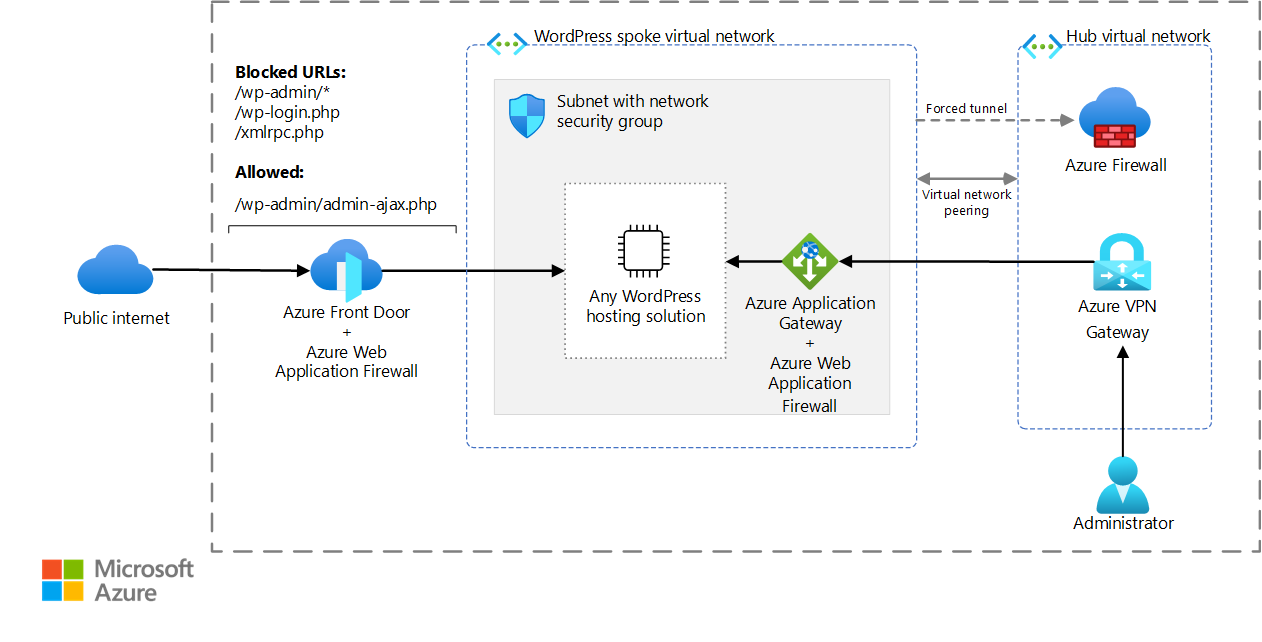 WordPress spoke virtual network
Hub virtual network
Blocked URLs:
/wp-admin/*
/wp-login.php
/xmlrpc.php
Allowed:
/wp-admin/admin-ajax.php
Subnet with network
security group
Forced tunnel
Azure Firewall
Virtual network
peering
Public internet
Azure Front Door
+
Azure Web
Application Firewall
Any WordPress
hosting solution
Azure Application
Gateway
+
Azure Web
Application
Firewall
Azure VPN
Gateway
Administrator
Microsoft
Azure